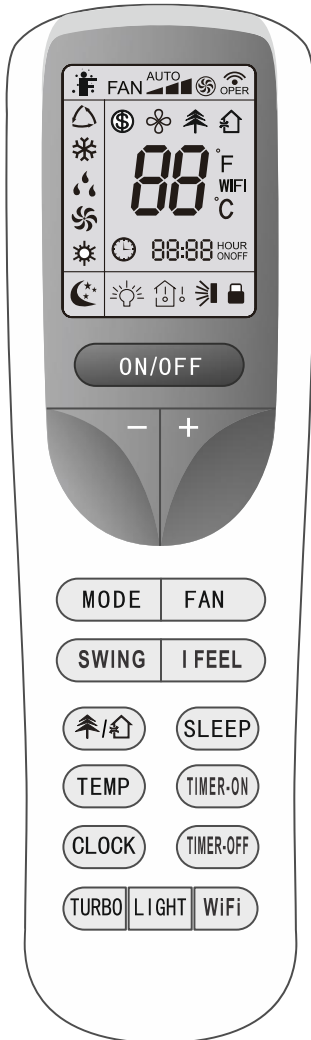 FAN AUTO OPER
88 °F
WIFI
°C
88:88 HOUR
ONOFF
ON/OFF
− +
MODE FAN
SWING I FEEL
/ SLEEP
TEMP TIMER-ON
CLOCK TIMER-OFF
TURBO LIGHT WiFi